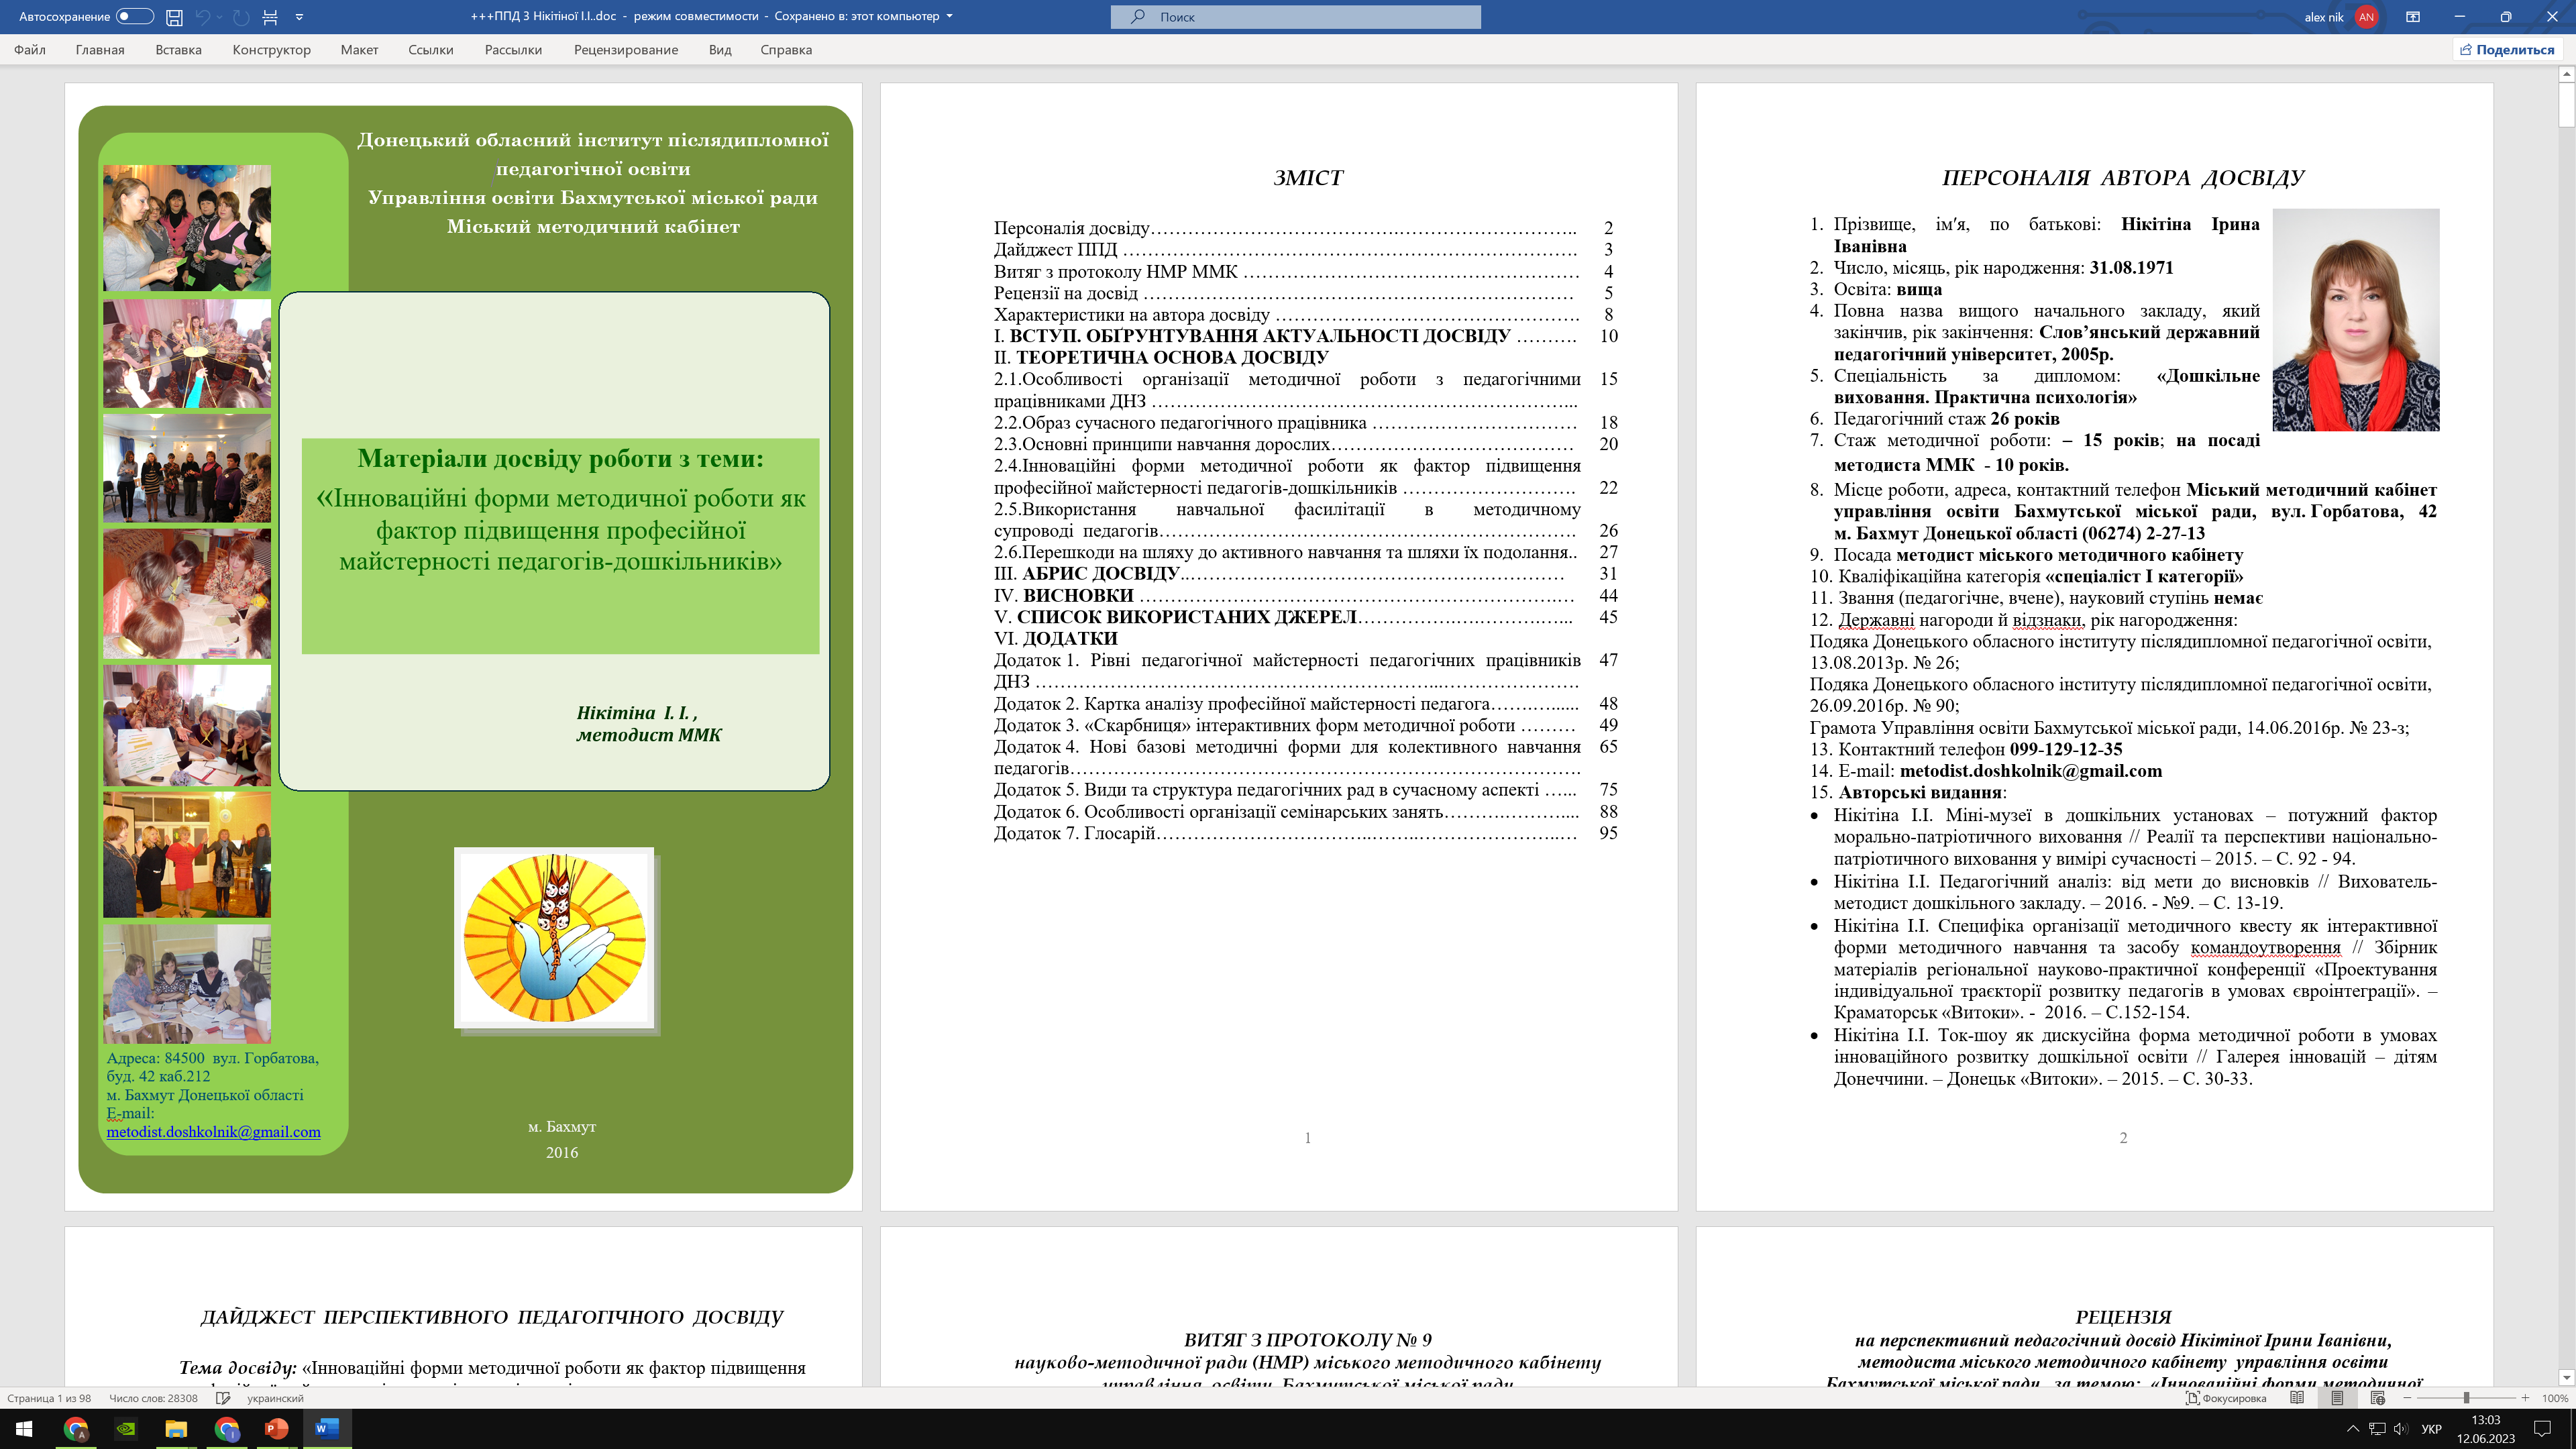 Автосохранение
+++ППД 3 Нікітіної І.І..doc - режим совместимости - Сохранено в: этот компьютер
Поиск
alex nik
AN
Файл Главная Вставка Конструктор Макет Ссылки Рассылки Рецензирование Вид Справка
Поделиться
Донецький обласний інститут післядипломної
педагогічної освіти
Управління освіти Бахмутської міської ради
Міський методичний кабінет
Матеріали досвіду роботи з теми:
«Інноваційні форми методичної роботи як
фактор підвищення професійної
майстерності педагогів-дошкільників»
Нікітіна І. І. ,
методист ММК
Адреса: 84500 вул. Горбатова,
буд. 42 каб.212
м. Бахмут Донецької області
E-mail:
metodist.doshkolnik@gmail.com
м. Бахмут
2016
ЗМІСТ
Персоналія досвіду………………………………….……………………….. 2
Дайджест ППД ………………………………………………………………. 3
Витяг з протоколу НМР ММК ……………………………………………… 4
Рецензії на досвід …………………………………………………………… 5
Характеристики на автора досвіду ………………………………………… 8
І. ВСТУП. ОБҐРУНТУВАННЯ АКТУАЛЬНОСТІ ДОСВІДУ ………. 10
ІІ. ТЕОРЕТИЧНА ОСНОВА ДОСВІДУ
2.1.Особливості організації методичної роботи з педагогічними 15
працівниками ДНЗ …………………………………………………………...
2.2.Образ сучасного педагогічного працівника …………………………… 18
2.3.Основні принципи навчання дорослих………………………………… 20
2.4.Інноваційні форми методичної роботи як фактор підвищення
професійної майстерності педагогів-дошкільників ………………………. 22
2.5.Використання навчальної фасилітації в методичному
супроводі педагогів…………………………………………………………. 26
2.6.Перешкоди на шляху до активного навчання та шляхи їх подолання.. 27
ІІІ. АБРИС ДОСВІДУ..…………………………………………………… 31
IV. ВИСНОВКИ ………………………………………………………….… 44
V. СПИСОК ВИКОРИСТАНИХ ДЖЕРЕЛ…………….….……….…... 45
VI. ДОДАТКИ
Додаток 1. Рівні педагогічної майстерності педагогічних працівників 47
ДНЗ ………………………………………………………...………………….
Додаток 2. Картка аналізу професійної майстерності педагога…….…...... 48
Додаток 3. «Скарбниця» інтерактивних форм методичної роботи ……… 49
Додаток 4. Нові базові методичні форми для колективного навчання 65
педагогів……………………………………………………………………….
Додаток 5. Види та структура педагогічних рад в сучасному аспекті …... 75
Додаток 6. Особливості організації семінарських занять……….……….... 88
Додаток 7. Глосарій…………………………….…….………………….… 95
1
ПЕРСОНАЛІЯ АВТОРА ДОСВІДУ
1. Прізвище, ім'я, по батькові: Нікітіна Ірина
Іванівна
2. Число, місяць, рік народження: 31.08.1971
3. Освіта: вища
4. Повна назва вищого начального закладу, який
закінчив, рік закінчення: Слов’янський державний
педагогічний університет, 2005р.
5. Спеціальність за дипломом: «Дошкільне
виховання. Практична психологія»
6. Педагогічний стаж 26 років
7. Стаж методичної роботи: – 15 років; на посаді
методиста ММК - 10 років.
8. Місце роботи, адреса, контактний телефон Міський методичний кабінет
управління освіти Бахмутської міської ради, вул. Горбатова, 42
м. Бахмут Донецької області (06274) 2-27-13
9. Посада методист міського методичного кабінету
10. Кваліфікаційна категорія «спеціаліст І категорії»
11. Звання (педагогічне, вчене), науковий ступінь немає
12. Державні нагороди й відзнаки, рік нагородження:
Подяка Донецького обласного інституту післядипломної педагогічної освіти,
13.08.2013р. № 26;
Подяка Донецького обласного інституту післядипломної педагогічної освіти,
26.09.2016р. № 90;
Грамота Управління освіти Бахмутської міської ради, 14.06.2016р. № 23-з;
13. Контактний телефон 099-129-12-35
14. E-mail: metodist.doshkolnik@gmail.com
15. Авторські видання:
• Нікітіна І.І. Міні-музеї в дошкільних установах – потужний фактор
морально-патріотичного виховання // Реалії та перспективи національно-
патріотичного виховання у вимірі сучасності – 2015. – С. 92 - 94.
• Нікітіна І.І. Педагогічний аналіз: від мети до висновків // Вихователь-
методист дошкільного закладу. – 2016. - №9. – С. 13-19.
• Нікітіна І.І. Специфіка організації методичного квесту як інтерактивної
форми методичного навчання та засобу командоутворення // Збірник
матеріалів регіональної науково-практичної конференції «Проектування
індивідуальної траєкторії розвитку педагогів в умовах євроінтеграції». –
Краматорськ «Витоки». - 2016. – С.152-154.
• Нікітіна І.І. Ток-шоу як дискусійна форма методичної роботи в умовах
інноваційного розвитку дошкільної освіти // Галерея інновацій – дітям
Донеччини. – Донецьк «Витоки». – 2015. – С. 30-33.
2
ДАЙДЖЕСТ ПЕРСПЕКТИВНОГО ПЕДАГОГІЧНОГО ДОСВІДУ
Тема досвіду: «Інноваційні форми методичної роботи як фактор підвищення
ВИТЯГ З ПРОТОКОЛУ № 9
науково-методичної ради (НМР) міського методичного кабінету
управління освіти Бахмутської міської ради
РЕЦЕНЗІЯ
на перспективний педагогічний досвід Нікітіної Ірини Іванівни,
методиста міського методичного кабінету управління освіти
Бахмутської міської ради за темою: «Інноваційні форми методичної
Страница 1 из 98 Число слов: 28308 украинский
Фокусировка
100%
УКР
13:03
12.06.2023